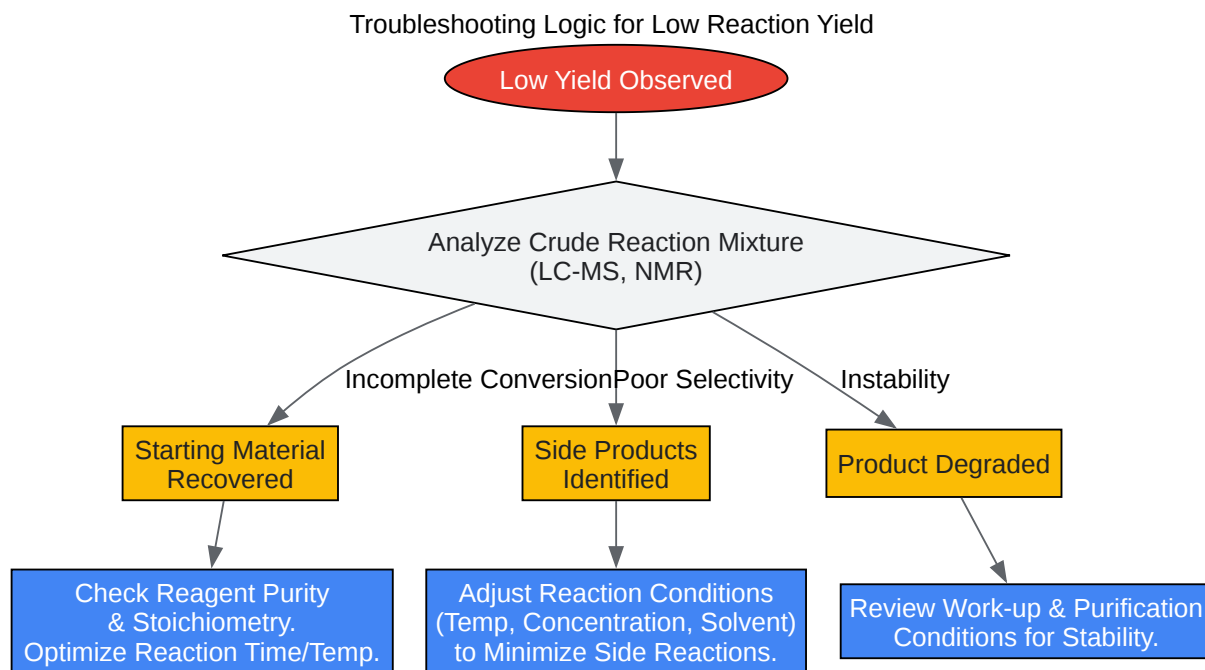 Troubleshooting Logic for Low Reaction Yield
Low Yield Observed
Analyze Crude Reaction Mixture
(LC-MS, NMR)
Incomplete Conversion
Poor Selectivity
Instability
Starting Material
Recovered
Side Products
Identified
Product Degraded
Check Reagent Purity
& Stoichiometry.
Optimize Reaction Time/Temp.
Adjust Reaction Conditions
(Temp, Concentration, Solvent)
to Minimize Side Reactions.
Review Work-up & Purification
Conditions for Stability.